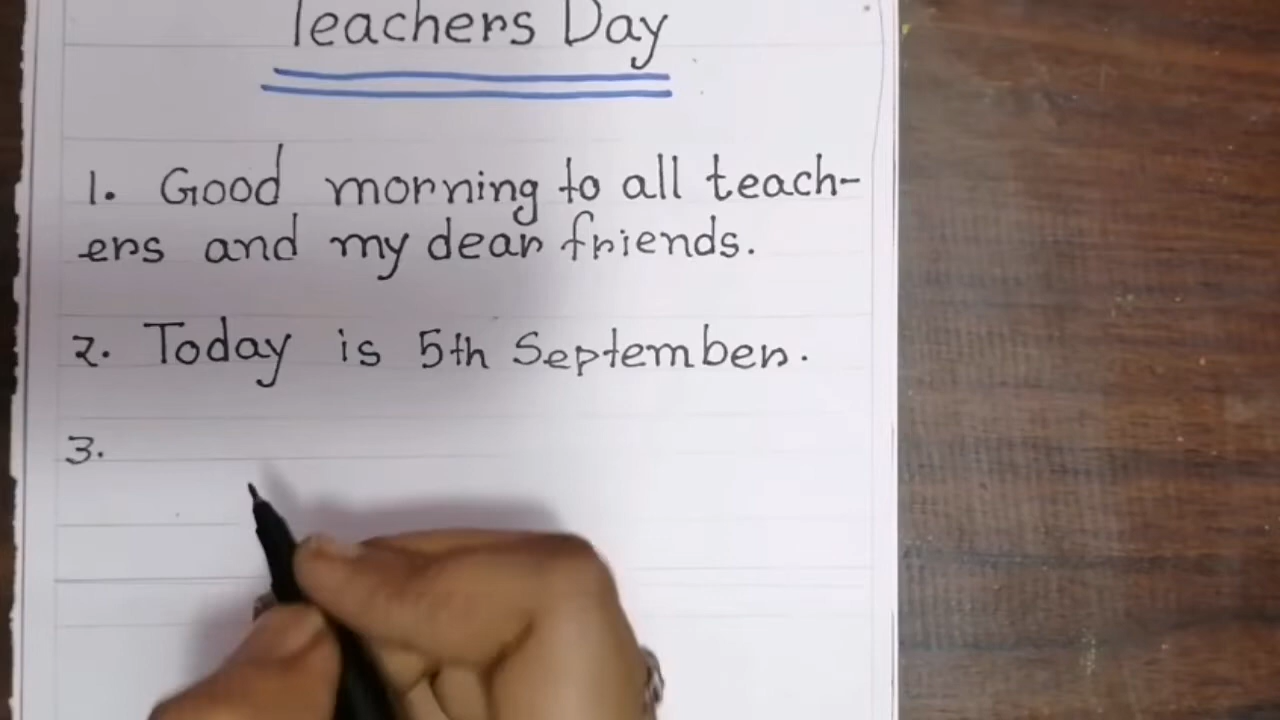 Teachers Day
1. Good morning to all teach-
ers and my dear friends.
2. Today is 5th September.
3.